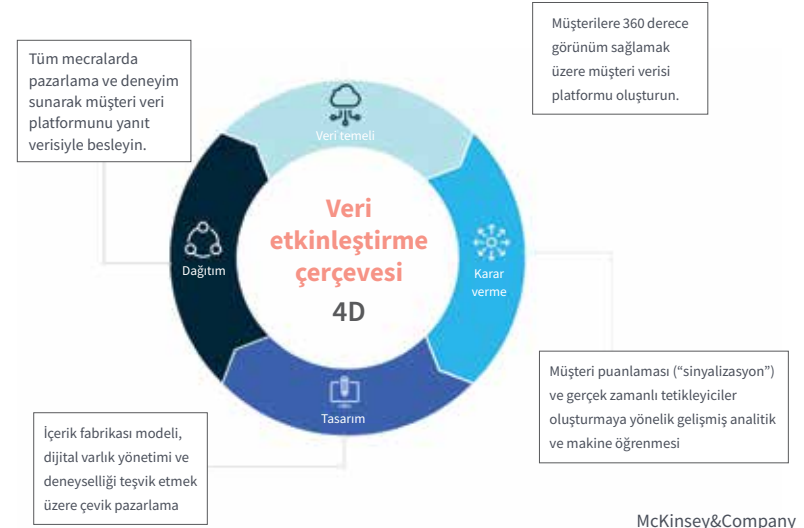 Müşterilere 360 derece
görünüm sağlamak
üzere müşteri verisi
platformu oluşturun.
Tüm mecralarda
pazarlama ve deneyim
sunarak müşteri veri
platformunu yanıt
verisiyle besleyin.
Veri temeli
Veri
etkinleştirme
çerçevesi
4D
Dağıtım
Karar
verme
Tasarım
Müşteri puanlaması (“sinyalizasyon”)
ve gerçek zamanlı tetikleyiciler
oluşturmaya yönelik gelişmiş analitik
ve makine öğrenmesi
İçerik fabrikası modeli,
dijital varlık yönetimi ve
deneyselliği teşvik etmek
üzere çevik pazarlama
McKinsey&Company